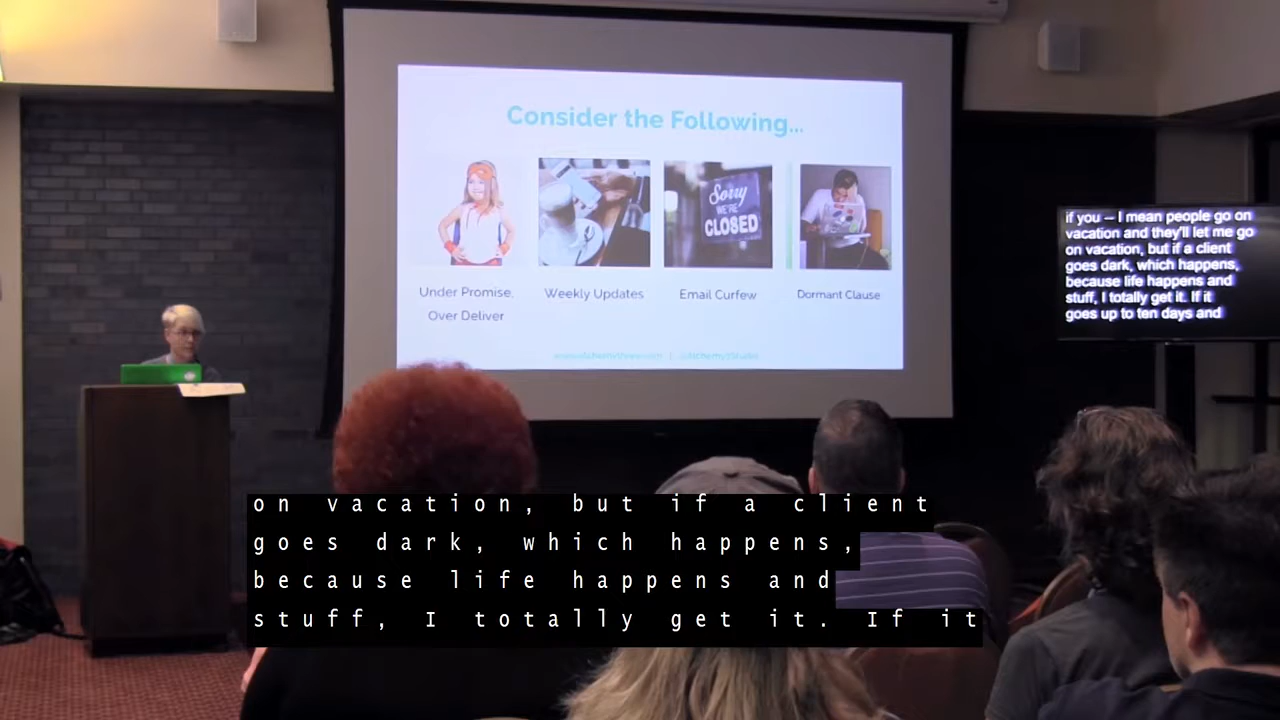 Consider the Following...
Sorry
WE'RE
CLOSED
Under Promise,
Over Deliver
Weekly Updates
Email Curfew
Dormant Clause
if you -- I mean people go on
vacation and they'll let me go
on vacation, but if a client
goes dark, which happens,
because life happens and
stuff, I totally get it. If it
goes up to ten days and
on vacation, but if a client
goes dark, which happens,
because life happens and
stuff, I totally get it. If it